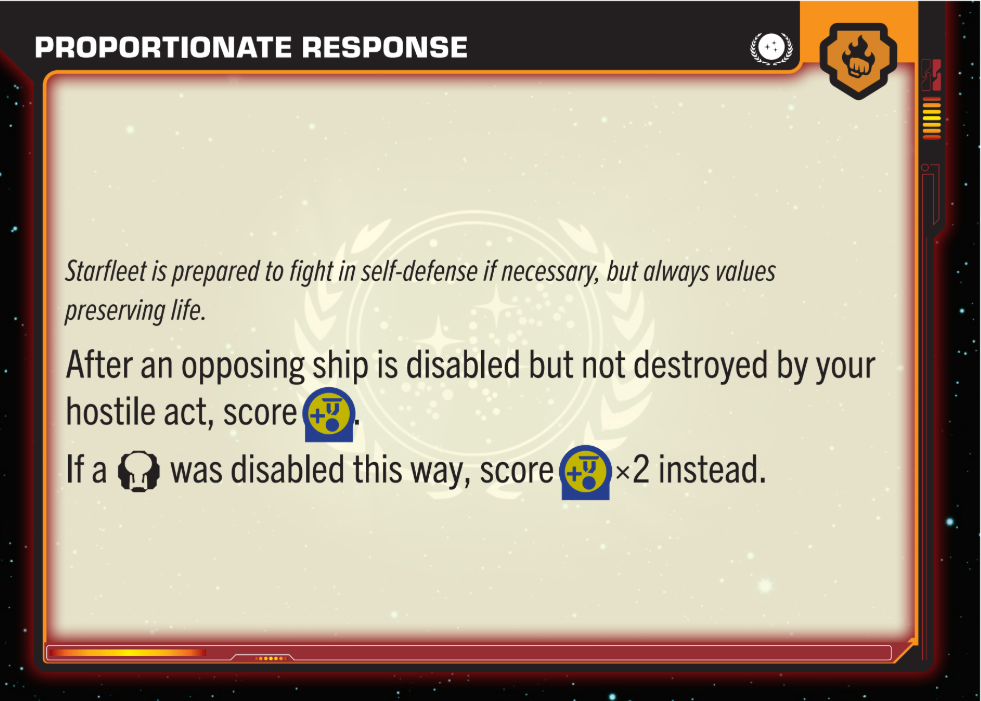 PROPORTIONATE RESPONSE
Starfleet is prepared to fight in self-defense if necessary, but always values
preserving life.
After an opposing ship is disabled but not destroyed by your
hostile act, score .
If a was disabled this way, score ×2 instead.